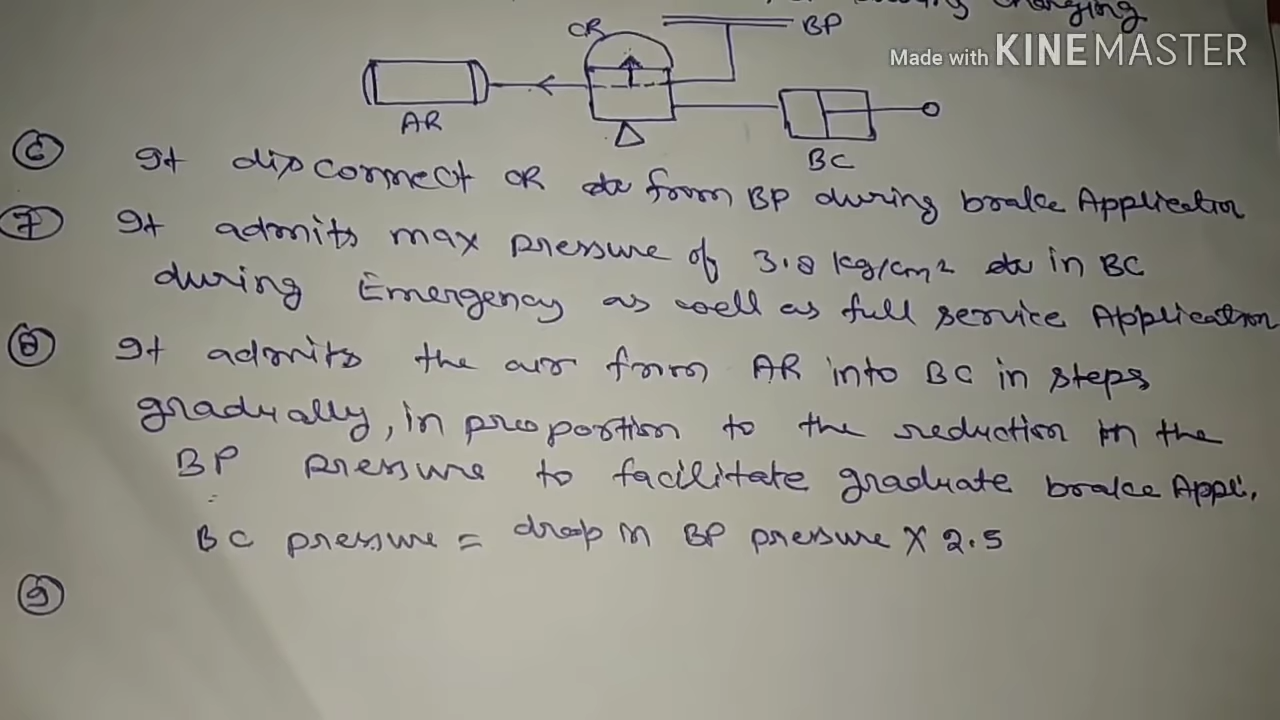 charging
CR
BP
Made with KINEMASTER
AR
BC
6 It disconnect CR from BP during brake Application
7 It admits max pressure of 3.8 kg/cm2 in BC
during Emergency as well as full service Application
8 It admits the air from AR into BC in steps
gradually, in proportion to the reduction in the
BP pressure to facilitate graduate brake Appl.
BC pressure = drop in BP pressure X 2.5
9